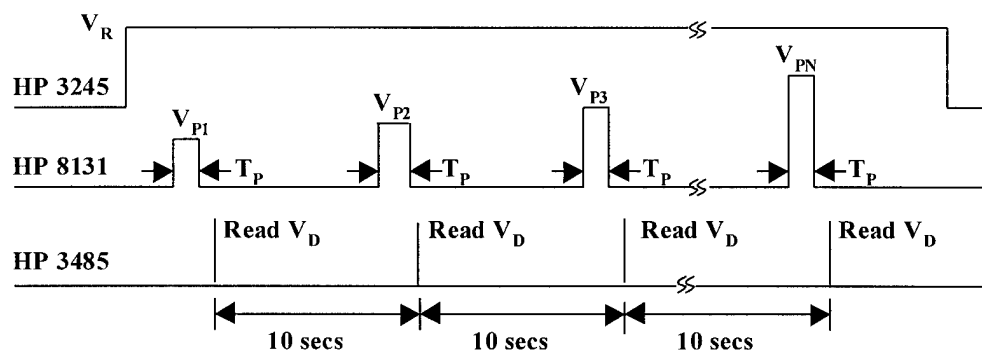 V_R
HP 3245
V_P1
V_P2
V_P3
V_PN
HP 8131
T_P
T_P
T_P
T_P
Read V_D
Read V_D
Read V_D
Read V_D
HP 3485
10 secs
10 secs
10 secs